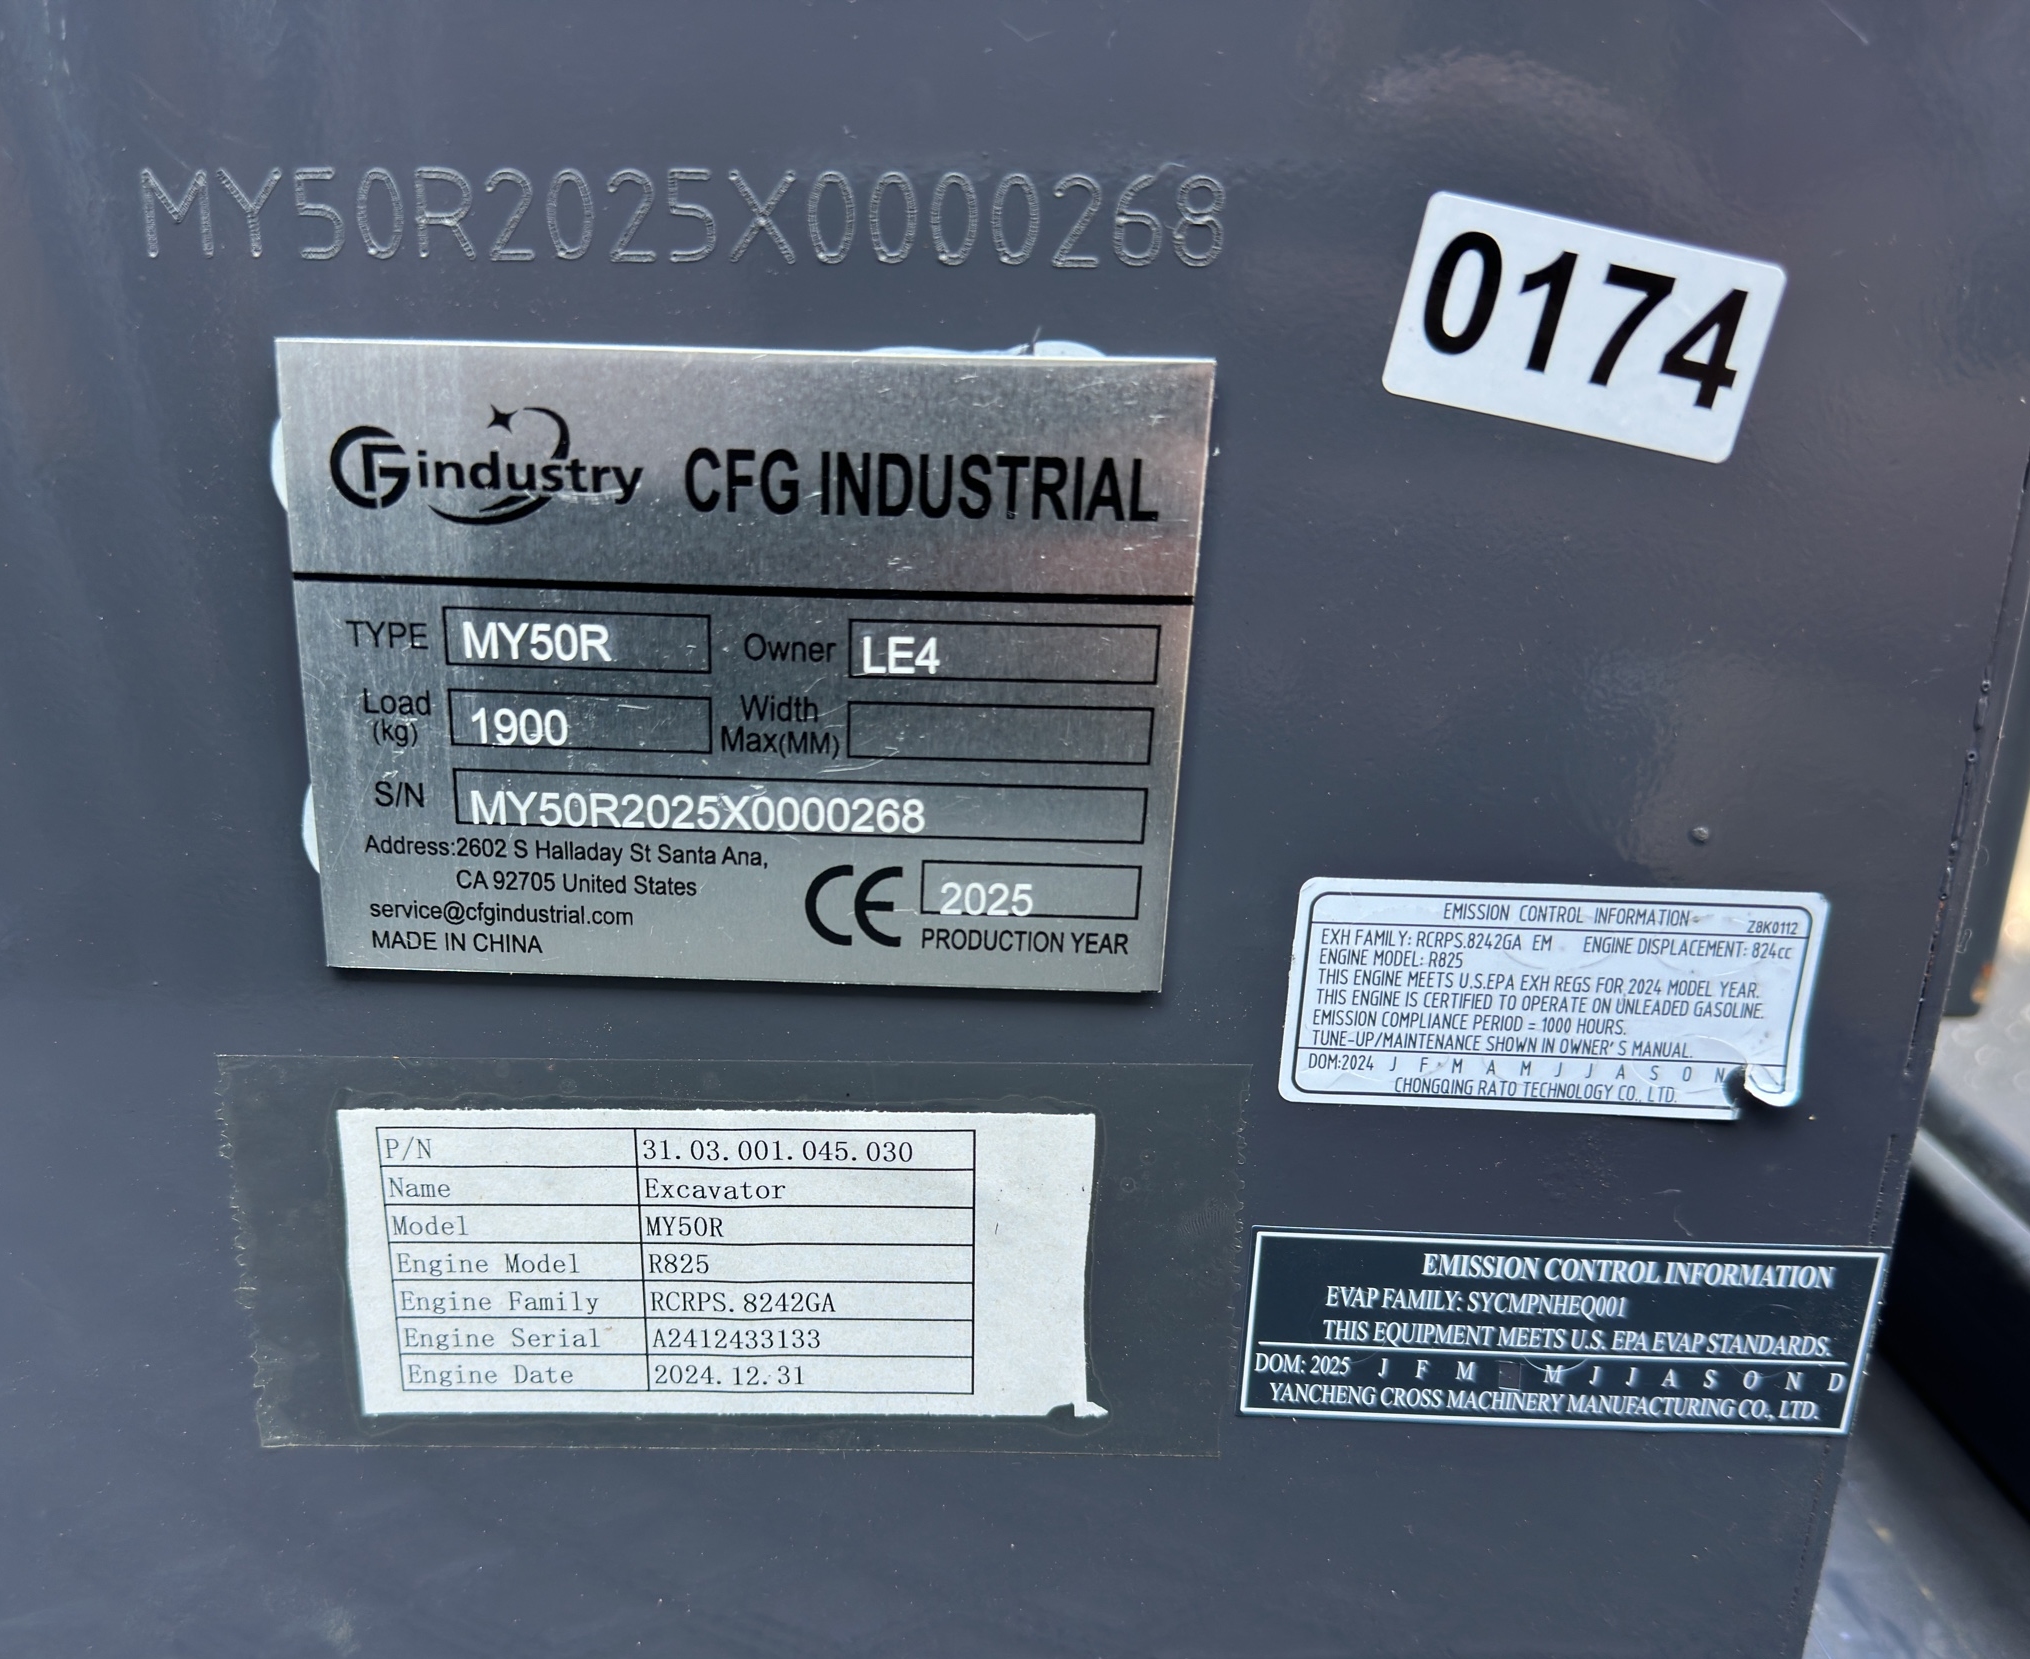 MY50R2025X0000268
0174
CFG industry CFG INDUSTRIAL
TYPE MY50R Owner LE4
Load (kg) 1900 Width Max(MM)
S/N MY50R2025X0000268
Address:2602 S Halladay St Santa Ana,
CA 92705 United States
service@cfgindustrial.com
MADE IN CHINA
CE 2025
PRODUCTION YEAR
EMISSION CONTROL INFORMATION Z8K0112
EXH FAMILY: RCRPS.8242GA EM ENGINE DISPLACEMENT: 824cc
ENGINE MODEL: R825
THIS ENGINE MEETS U.S.EPA EXH REGS FOR 2024 MODEL YEAR.
THIS ENGINE IS CERTIFIED TO OPERATE ON UNLEADED GASOLINE.
EMISSION COMPLIANCE PERIOD = 1000 HOURS.
TUNE-UP/MAINTENANCE SHOWN IN OWNER'S MANUAL.
DOM:2024 J F M A M J J A S O N
CHONGQING RATO TECHNOLOGY CO., LTD.
P/N 31.03.001.045.030
Name Excavator
Model MY50R
Engine Model R825
Engine Family RCRPS.8242GA
Engine Serial A2412433133
Engine Date 2024.12.31
EMISSION CONTROL INFORMATION
EVAP FAMILY: SYCMPNHEQ001
THIS EQUIPMENT MEETS U.S. EPA EVAP STANDARDS.
DOM: 2025 J F M M J J A S O N D
YANCHENG CROSS MACHINERY MANUFACTURING CO., LTD.